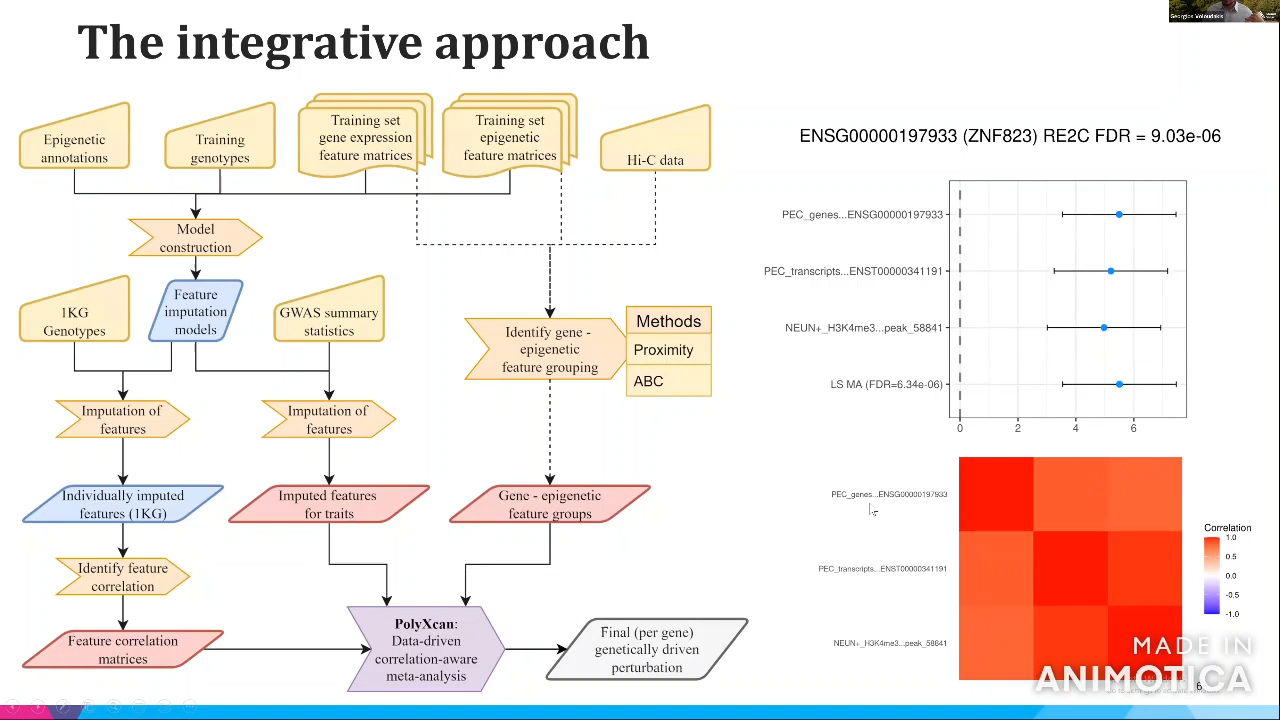 The integrative approach
Georgios Voloudakis
Epigenetic
annotations
Training
genotypes
Training set
gene expression
feature matrices
Training set
epigenetic
feature matrices
Hi-C data
Model
construction
1KG
Genotypes
Feature
imputation
models
GWAS summary
statistics
Identify gene -
epigenetic
feature grouping
Methods
Proximity
ABC
Imputation of
features
Imputation of
features
Individually imputed
features (1KG)
Imputed features
for traits
Gene - epigenetic
feature groups
Identify feature
correlation
Feature correlation
matrices
PolyXcan:
Data-driven
correlation-aware
meta-analysis
Final (per gene)
genetically driven
perturbation
ENSG00000197933 (ZNF823) RE2C FDR = 9.03e-06
PEC_genes...ENSG00000197933
PEC_transcripts...ENST00000341191
NEUN+_H3K4me3...peak_58841
LS MA (FDR=6.34e-06)
0 2 4 6
PEC_genes...ENSG00000197933
PEC_transcripts...ENST00000341191
NEUN+_H3K4me3...peak_58841
Correlation
1.0
0.5
0.0
-0.5
-1.0
MADE IN
ANIMOTICA
6